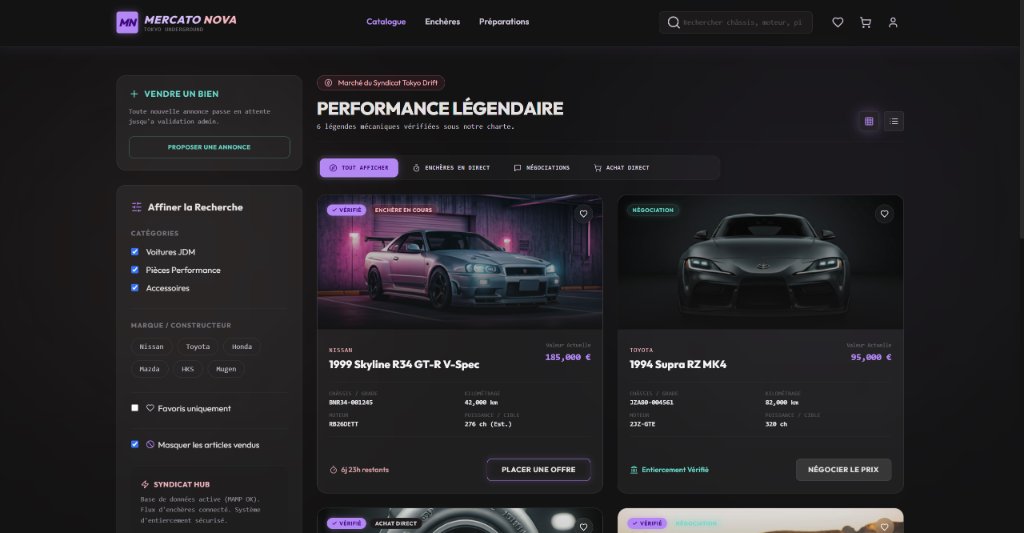 MN MERCATO NOVA
TOKYO UNDERGROUND
Catalogue
Enchères
Préparations
Rechercher châssis, moteur, pi
VENDRE UN BIEN
Toute nouvelle annonce passe en attente
jusqu'à validation admin.
PROPOSER UNE ANNONCE
Affiner la Recherche
CATÉGORIES
Voitures JDM
Pièces Performance
Accessoires
MARQUE / CONSTRUCTEUR
Nissan
Toyota
Honda
Mazda
HKS
Mugen
Favoris uniquement
Masquer les articles vendus
SYNDICAT HUB
Base de données active (MAMP OK).
Flux d'enchères connecté. Système
d'entiercement sécurisé.
Marché du Syndicat Tokyo Drift
PERFORMANCE LÉGENDAIRE
6 légendes mécaniques vérifiées sous notre charte.
TOUT AFFICHER
ENCHÈRES EN DIRECT
NÉGOCIATIONS
ACHAT DIRECT
VÉRIFIÉ
ENCHÈRE EN COURS
NISSAN
Valeur Actuelle
1999 Skyline R34 GT-R V-Spec
185,000 €
CHÂSSIS / GRADE
KILOMÉTRAGE
BNR34-001245
42,000 km
MOTEUR
PUISSANCE / CIBLE
RB26DETT
276 ch (Est.)
6j 23h restants
PLACER UNE OFFRE
NÉGOCIATION
TOYOTA
Valeur Actuelle
1994 Supra RZ MK4
95,000 €
CHÂSSIS / GRADE
KILOMÉTRAGE
JZA80-004561
82,000 km
MOTEUR
PUISSANCE / CIBLE
2JZ-GTE
320 ch
Entiercement Vérifié
NÉGOCIER LE PRIX
VÉRIFIÉ
ACHAT DIRECT
VÉRIFIÉ
NÉGOCIATION